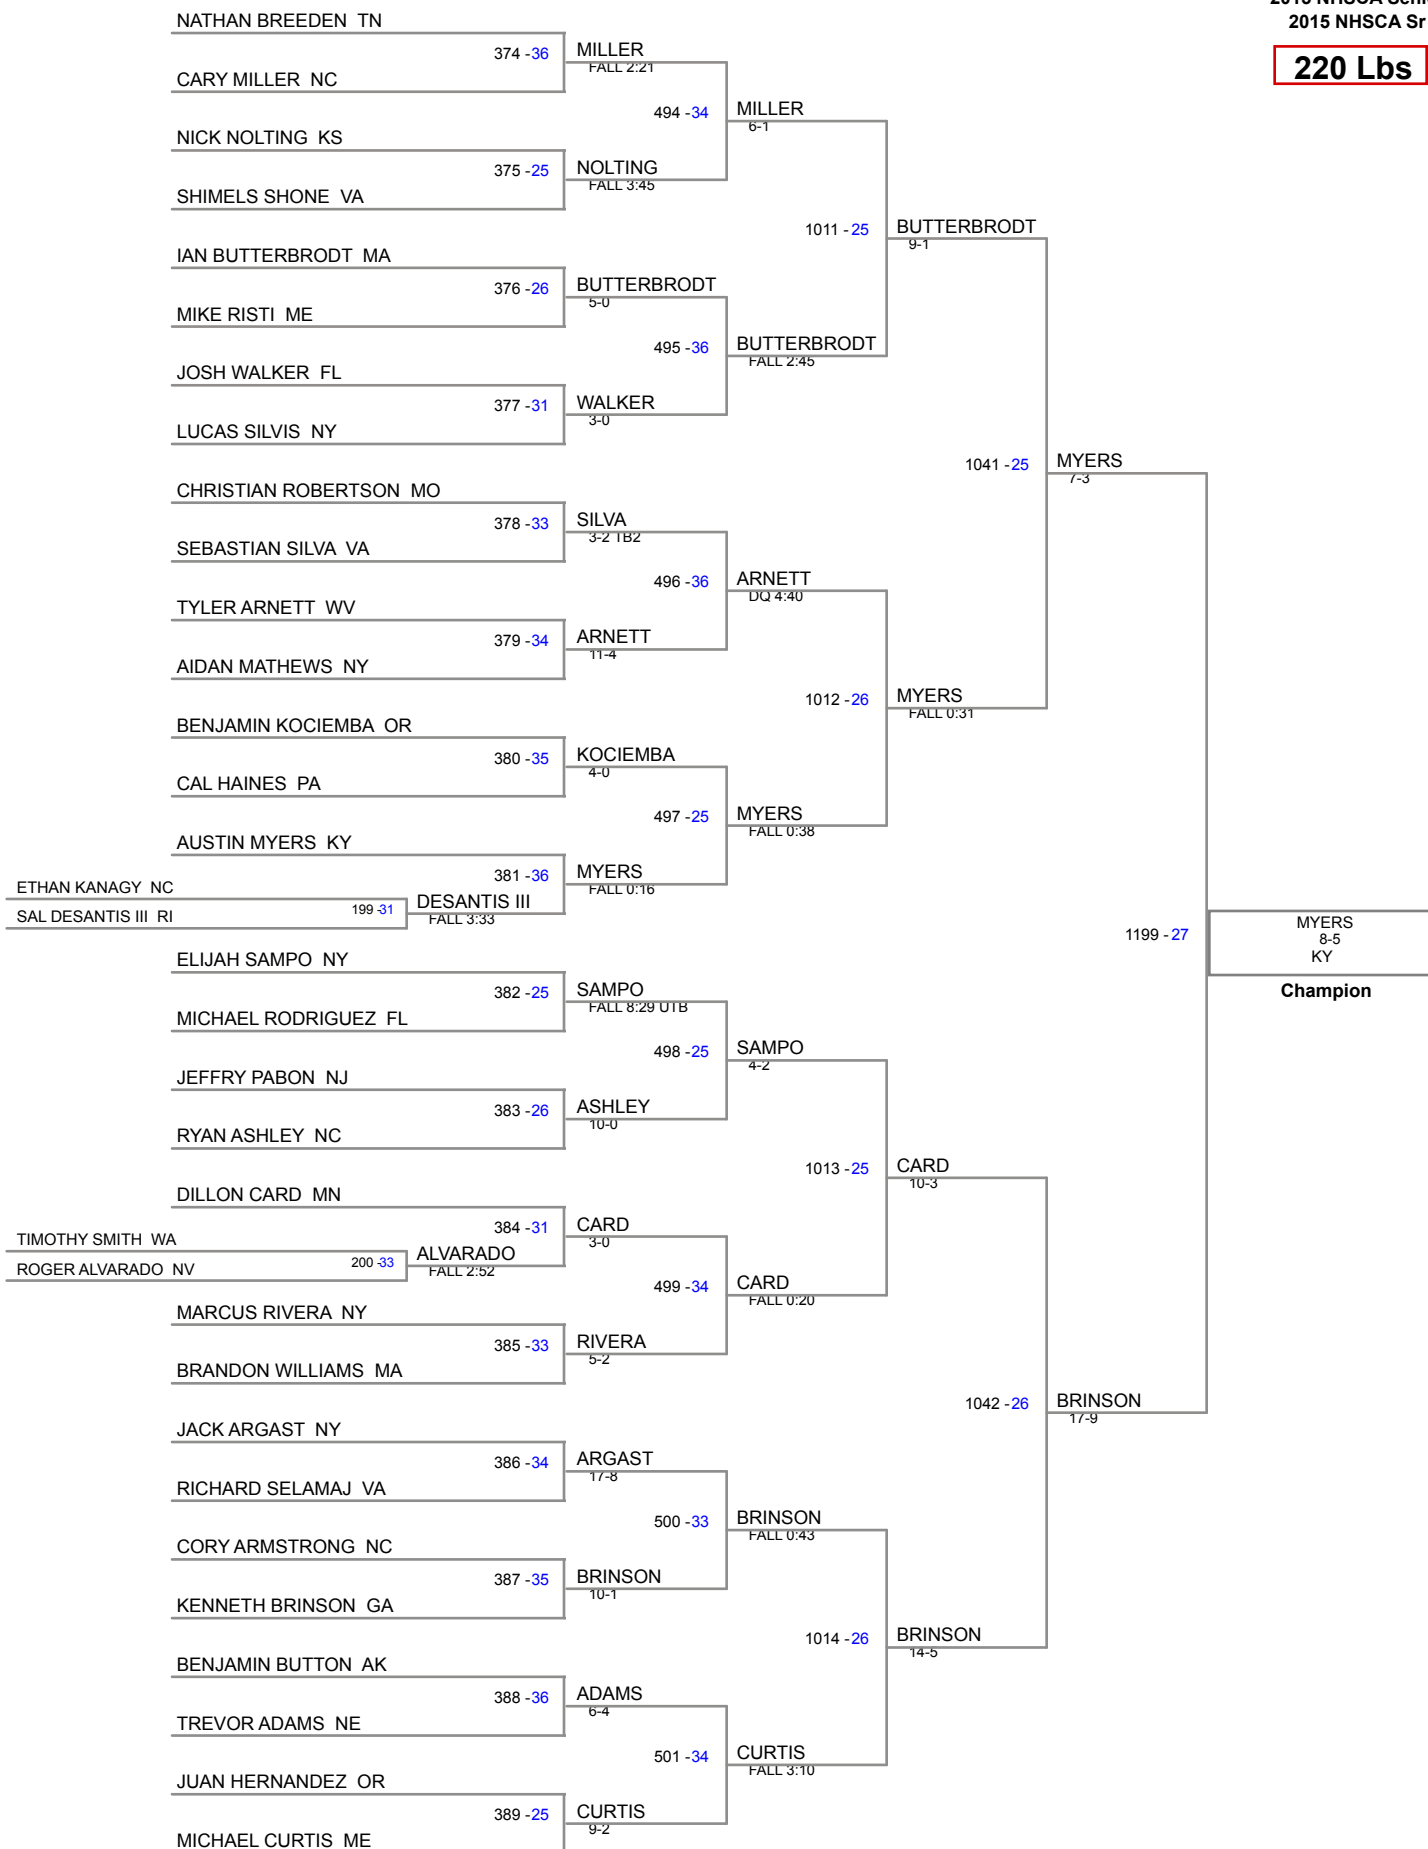 2015 NHSCA Sr
220 Lbs
NATHAN BREEDEN TN
374 -36
MILLER
FALL 2:21
CARY MILLER NC
494 -34
MILLER
6-1
NICK NOLTING KS
375 -25
NOLTING
FALL 3:45
SHIMELS SHONE VA
1011 -25
BUTTERBRODT
9-1
IAN BUTTERBRODT MA
376 -26
BUTTERBRODT
5-0
MIKE RISTI ME
495 -36
BUTTERBRODT
FALL 2:45
JOSH WALKER FL
377 -31
WALKER
3-0
LUCAS SILVIS NY
1041 -25
MYERS
7-3
CHRISTIAN ROBERTSON MO
378 -33
SILVA
3-2 TB2
SEBASTIAN SILVA VA
496 -36
ARNETT
DQ 4:40
TYLER ARNETT WV
379 -34
ARNETT
11-4
AIDAN MATHEWS NY
1012 -26
MYERS
FALL 0:31
BENJAMIN KOCIEMBA OR
380 -35
KOCIEMBA
4-0
CAL HAINES PA
497 -25
MYERS
FALL 0:38
AUSTIN MYERS KY
381 -36
MYERS
FALL 0:16
ETHAN KANAGY NC
199 -31
DESANTIS III
FALL 3:33
SAL DESANTIS III RI
1199 -27
MYERS
8-5
KY
Champion
ELIJAH SAMPO NY
382 -25
SAMPO
FALL 8:29 UTB
MICHAEL RODRIGUEZ FL
498 -25
SAMPO
4-2
JEFFRY PABON NJ
383 -26
ASHLEY
10-0
RYAN ASHLEY NC
1013 -25
CARD
10-3
DILLON CARD MN
384 -31
CARD
3-0
TIMOTHY SMITH WA
200 -33
ALVARADO
FALL 2:52
ROGER ALVARADO NV
499 -34
CARD
FALL 0:20
MARCUS RIVERA NY
385 -33
RIVERA
5-2
BRANDON WILLIAMS MA
1042 -26
BRINSON
17-9
JACK ARGAST NY
386 -34
ARGAST
17-8
RICHARD SELAMAJ VA
500 -33
BRINSON
FALL 0:43
CORY ARMSTRONG NC
387 -35
BRINSON
10-1
KENNETH BRINSON GA
1014 -26
BRINSON
14-5
BENJAMIN BUTTON AK
388 -36
ADAMS
6-4
TREVOR ADAMS NE
501 -34
CURTIS
FALL 3:10
JUAN HERNANDEZ OR
389 -25
CURTIS
9-2
MICHAEL CURTIS ME